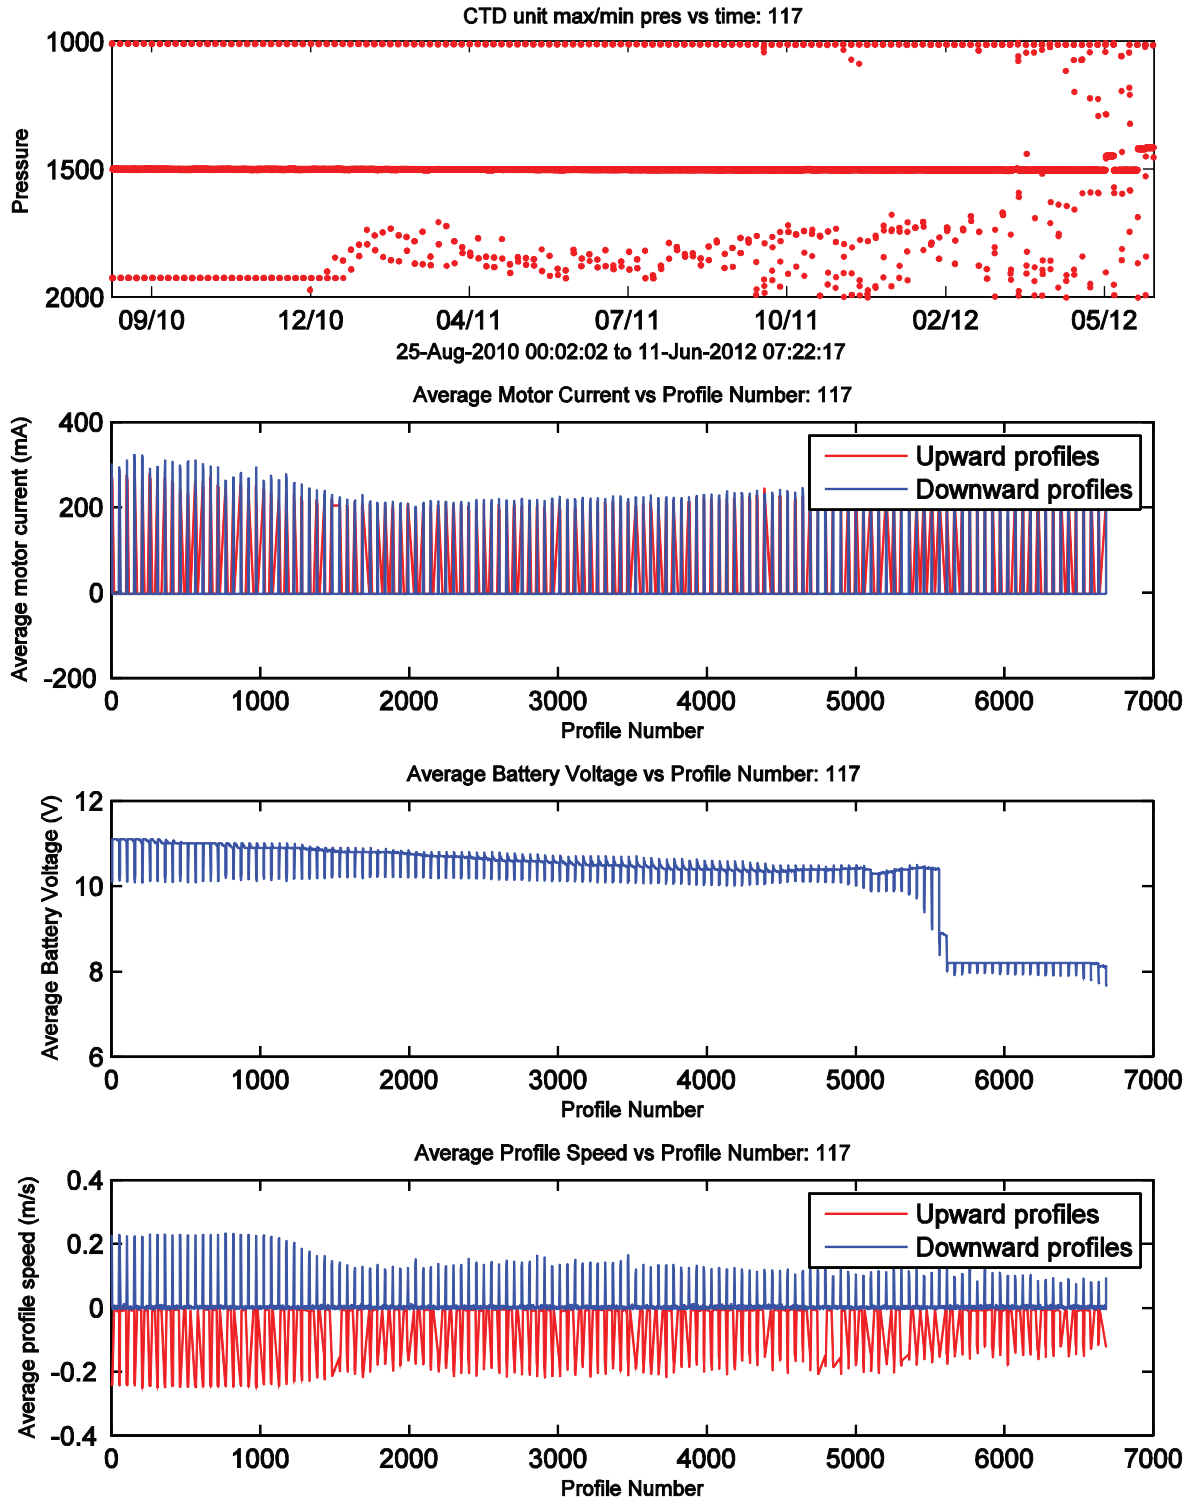 CTD unit max/min pres vs time: 117
Pressure
1000
1500
2000
09/10 12/10 04/11 07/11 10/11 02/12 05/12
25-Aug-2010 00:02:02 to 11-Jun-2012 07:22:17
Average Motor Current vs Profile Number: 117
Average motor current (mA)
400
200
0
-200
Upward profiles
Downward profiles
0 1000 2000 3000 4000 5000 6000 7000
Profile Number
Average Battery Voltage vs Profile Number: 117
Average Battery Voltage (V)
12
10
8
6
0 1000 2000 3000 4000 5000 6000 7000
Profile Number
Average Profile Speed vs Profile Number: 117
Average profile speed (m/s)
0.4
0.2
0
-0.2
-0.4
Upward profiles
Downward profiles
0 1000 2000 3000 4000 5000 6000 7000
Profile Number